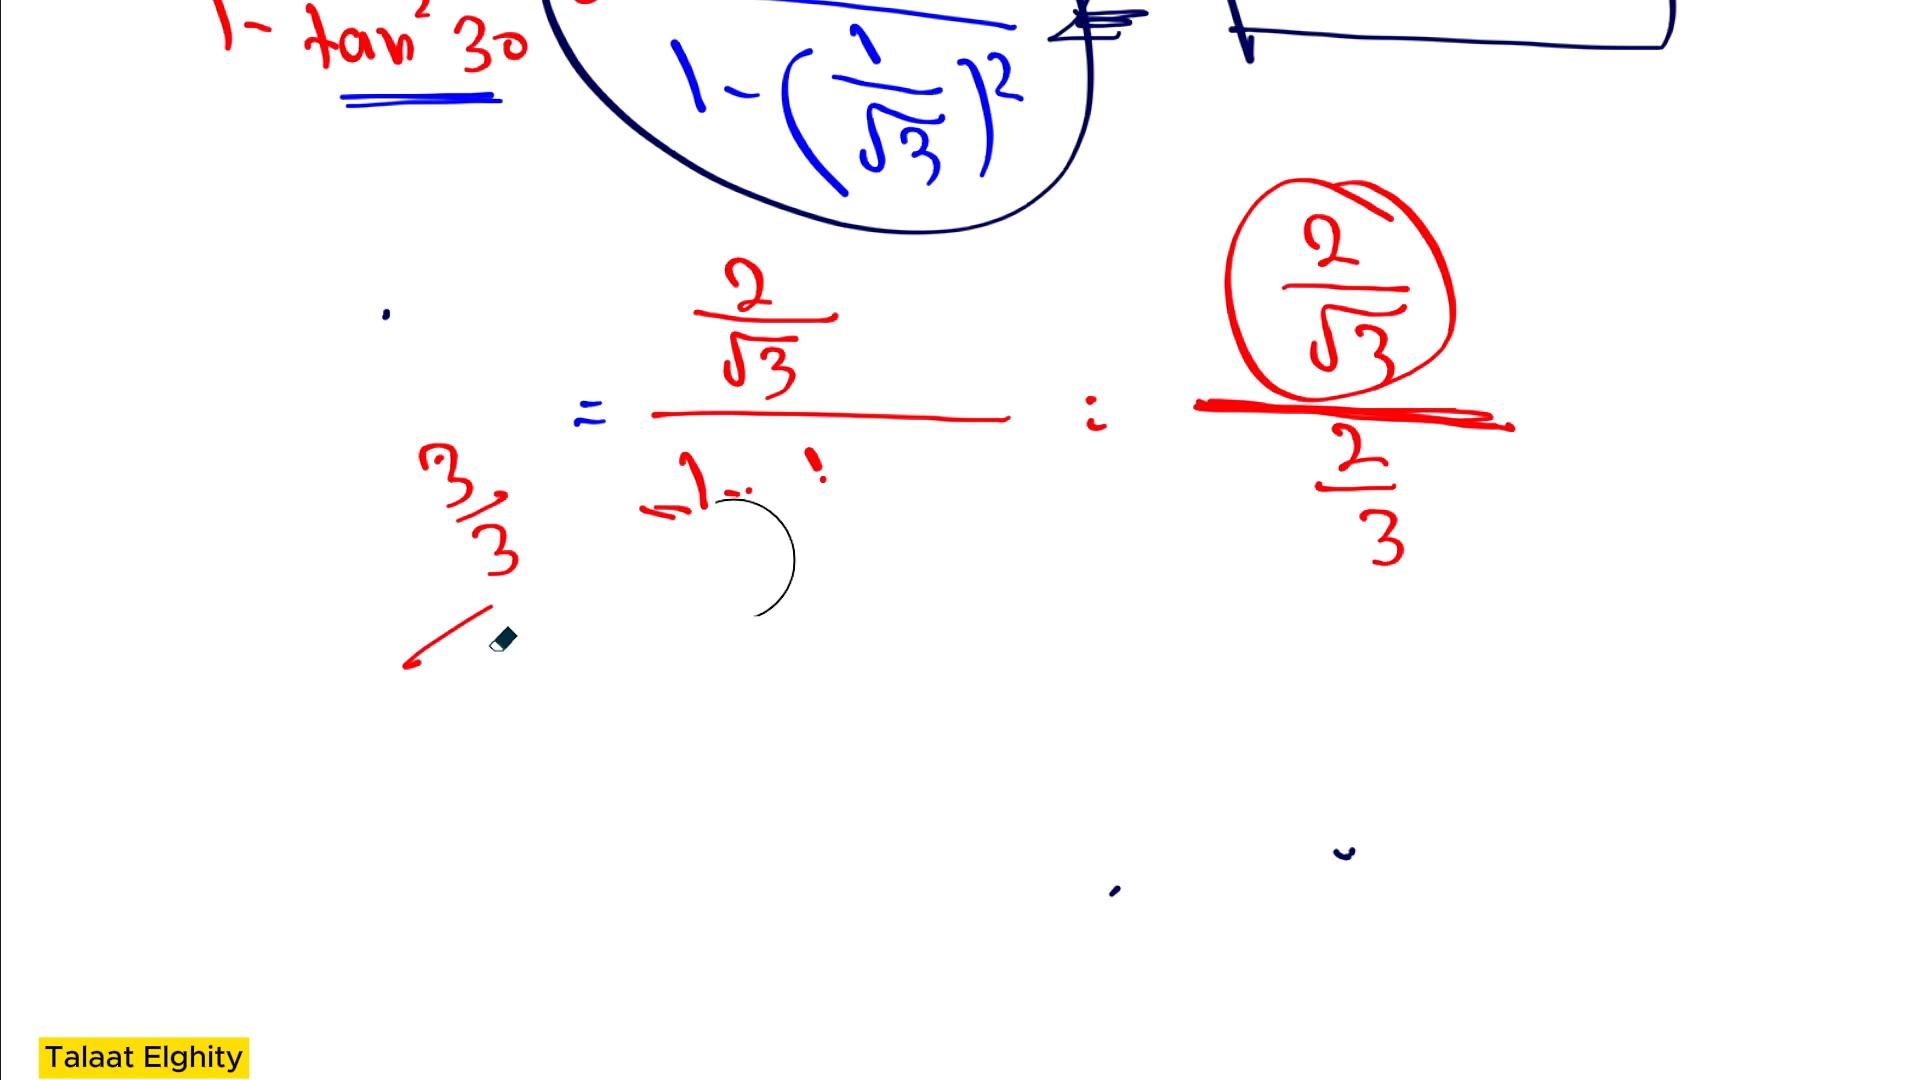 1 - tan² 30
1 - ( 1 / √3 )²
= 2 / √3
1 -
: 2 / √3
2 / 3
3 / 3
Talaat Elghity